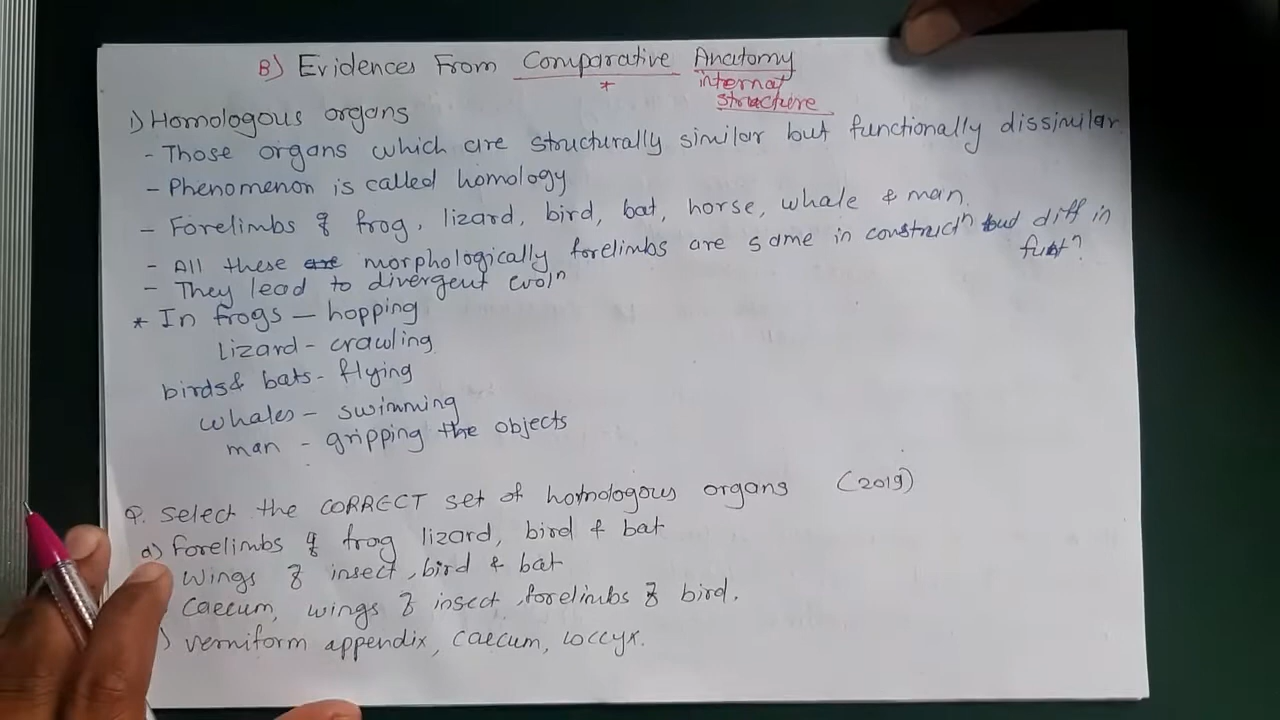 B) Evidences From Comparative Anatomy
* internal
structure
1) Homologous organs
- Those organs which are structurally similar but functionally dissimilar
- Phenomenon is called homology
- Forelimbs of frog, lizard, bird, bat, horse, whale & man.
- All these are morphologically forelimbs are same in constructn but diff in
funtn
- They lead to divergent evoln
* In frogs - hopping
lizard - crawling
birds & bats - flying
whales - swimming
man - gripping the objects
Q. Select the CORRECT set of homologous organs (2019)
a) Forelimbs of frog lizard, bird & bat
Wings of insect, bird & bat
Caecum, wings of insect, forelimbs of bird.
) vermiform appendix, caecum, coccyx.